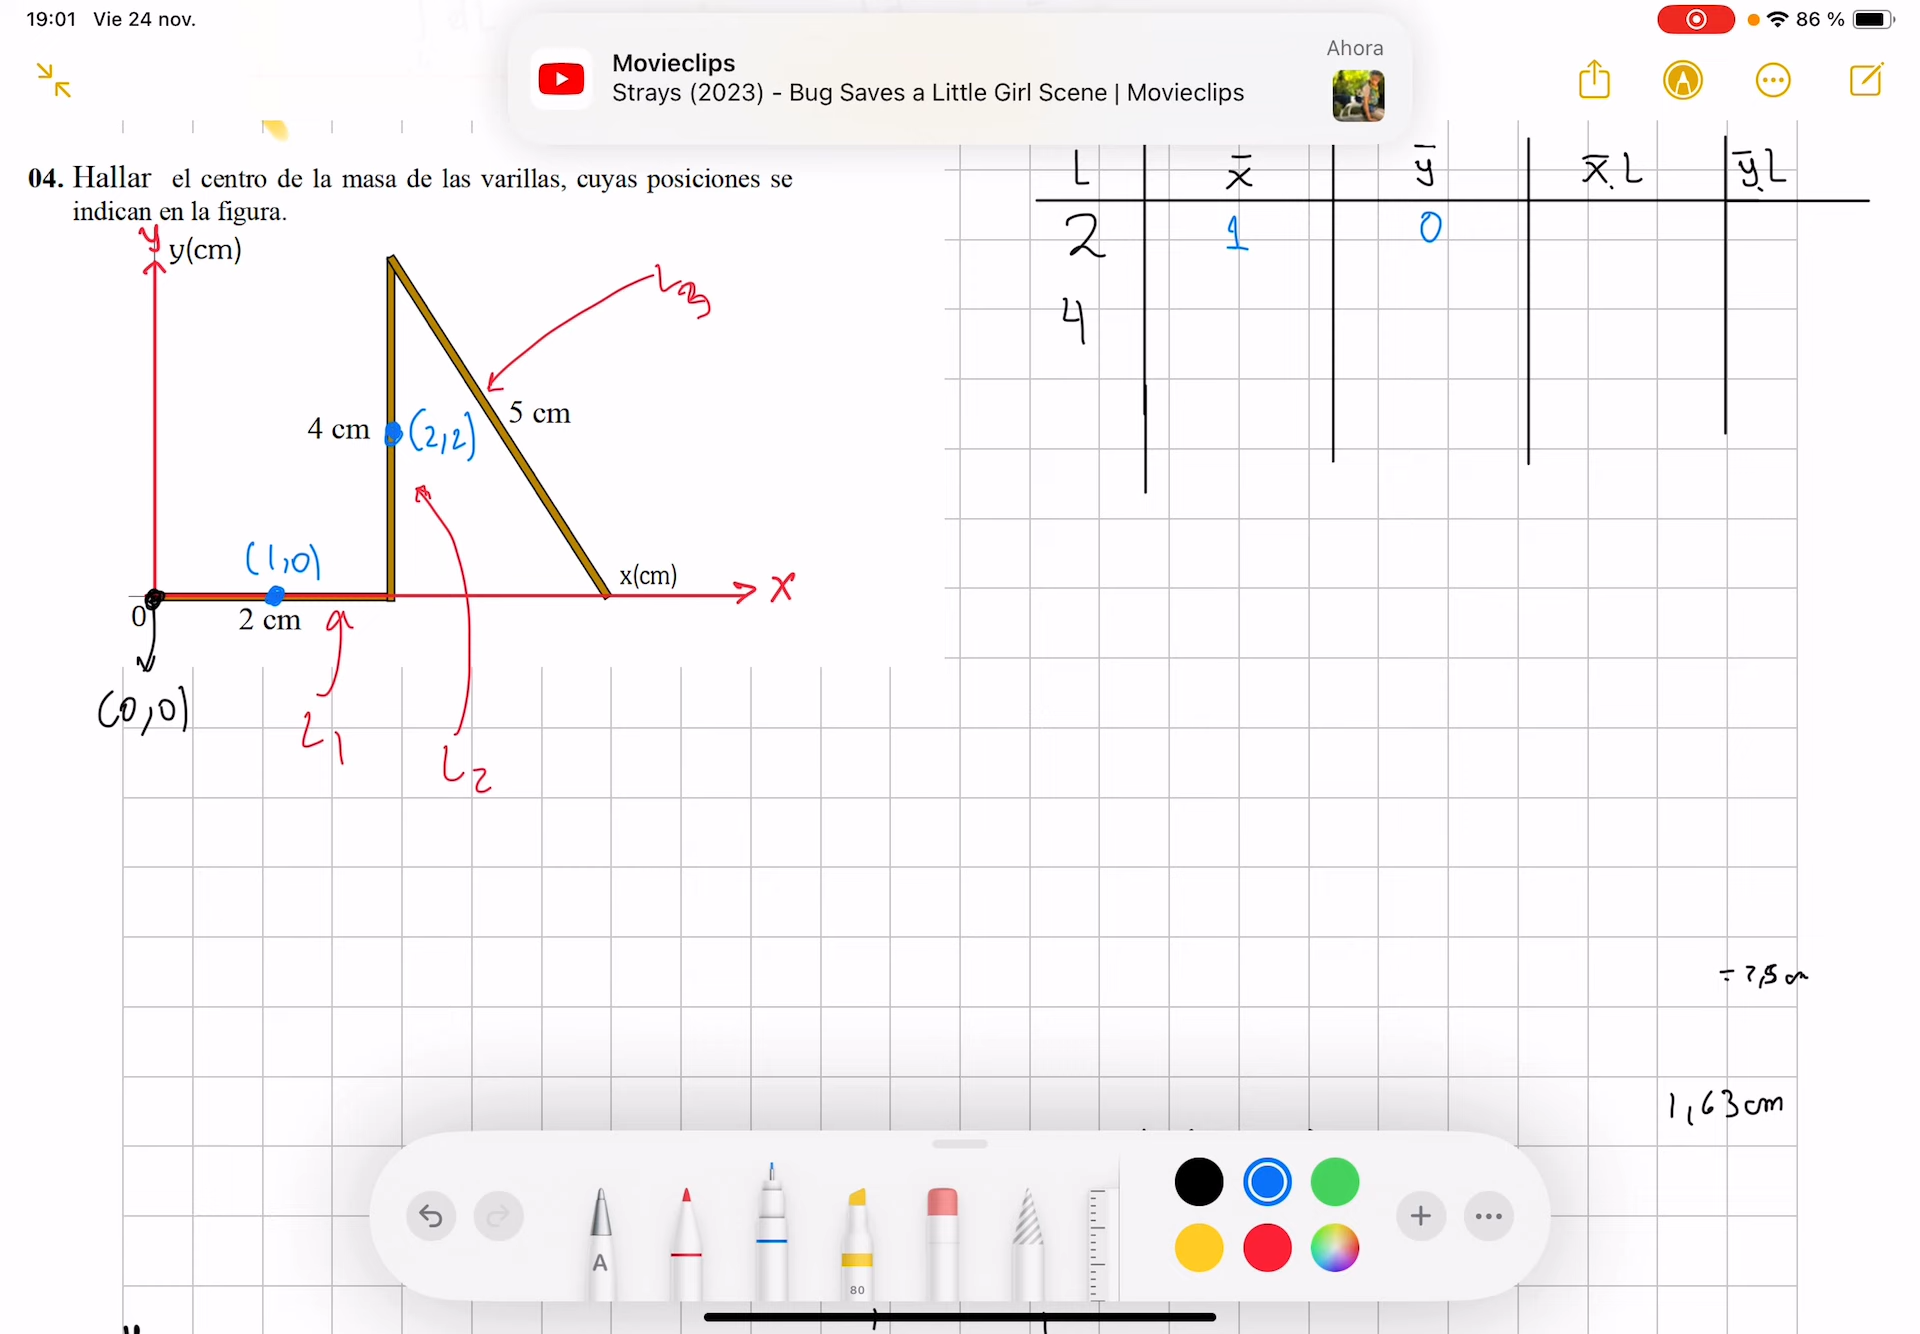 19:01 Vie 24 nov.
86 %
Movieclips
Ahora
Strays (2023) - Bug Saves a Little Girl Scene | Movieclips
04. Hallar el centro de la masa de las varillas, cuyas posiciones se
indican en la figura.
y
y(cm)
L3
4 cm
(2,2)
5 cm
(1,0)
x(cm)
x
0
2 cm
(0,0)
L1
L2
L x̄ ȳ x̄.L ȳ.L
2 1 0
4
1,63cm
A
80